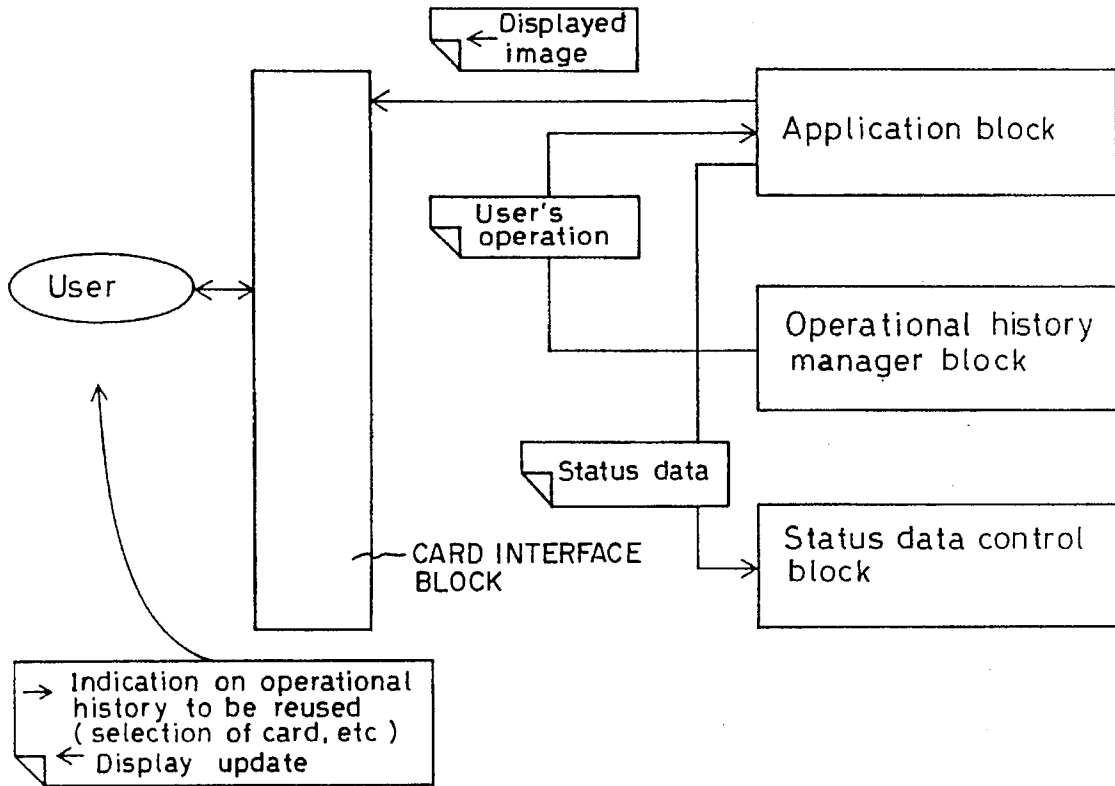 Displayed
image
Application block
User's
operation
User
Operational history
manager block
Status data
Status data control
block
CARD INTERFACE
BLOCK
Indication on operational
history to be reused
( selection of card, etc )
Display update